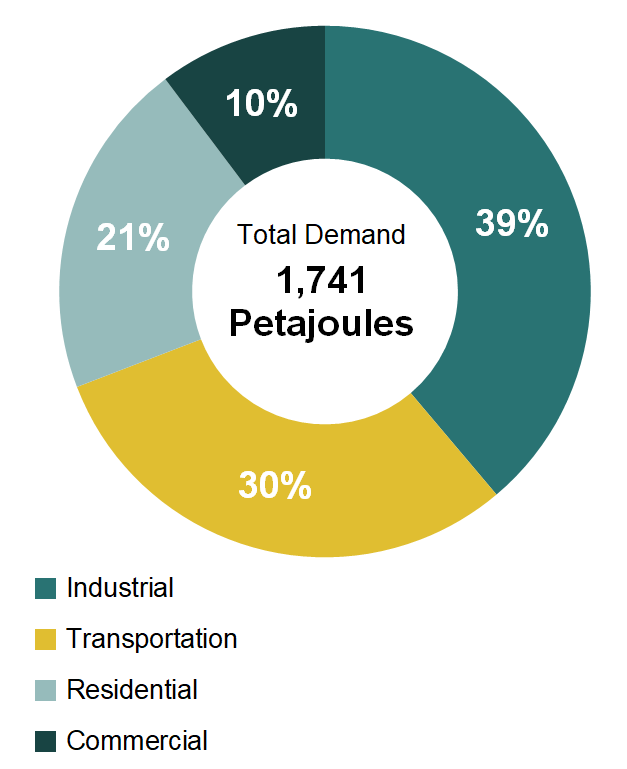 10%
39%
21%
Total Demand
1,741
Petajoules
30%
Industrial
Transportation
Residential
Commercial